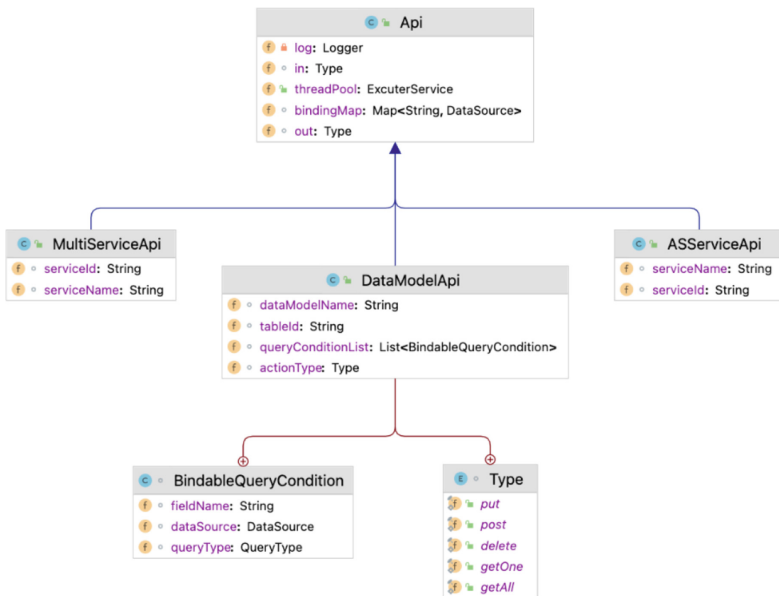 Api
log: Logger
in: Type
threadPool: ExcuterService
bindingMap: Map<String, DataSource>
out: Type
MultiServiceApi
serviceId: String
serviceName: String
ASServiceApi
serviceName: String
serviceId: String
DataModelApi
dataModelName: String
tableId: String
queryConditionList: List<BindableQueryCondition>
actionType: Type
BindableQueryCondition
fieldName: String
dataSource: DataSource
queryType: QueryType
Type
put
post
delete
getOne
getAll